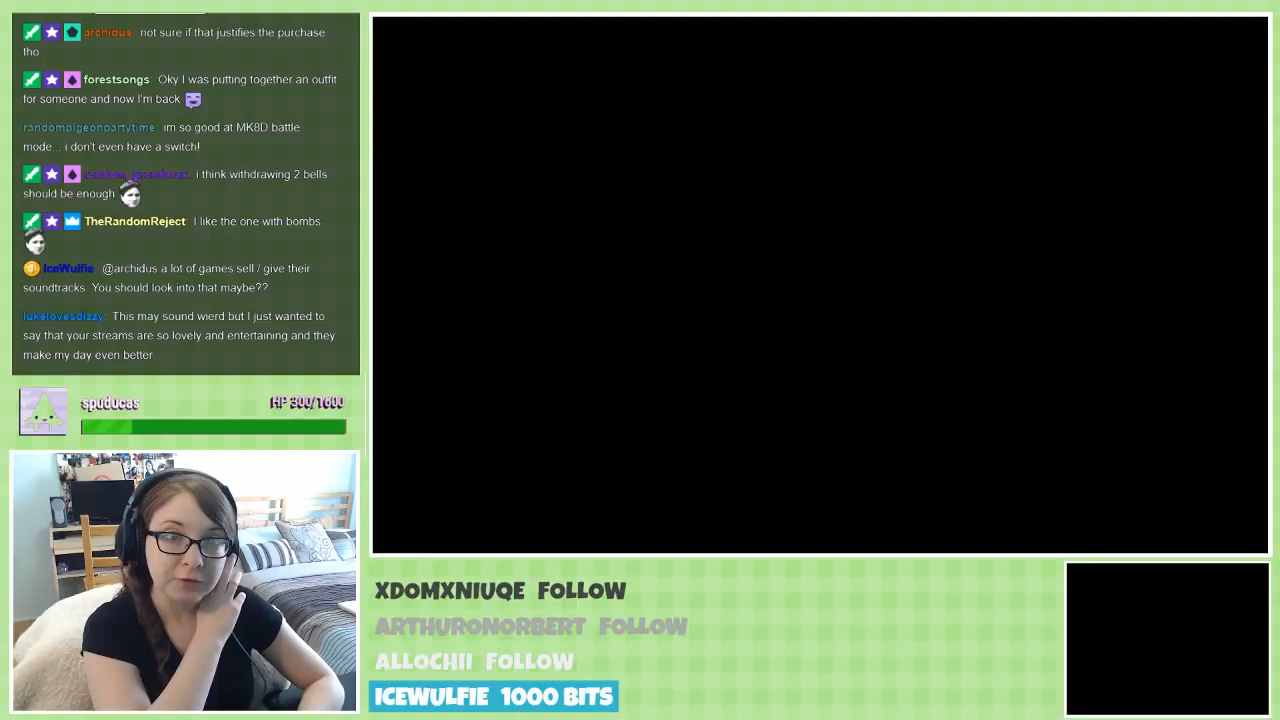 archidus: not sure if that justifies the purchase
tho
forestsongs: Oky I was putting together an outfit
for someone and now I'm back
randompigeonpartytime: im so good at MK8D battle
mode... i don't even have a switch!
i think withdrawing 2 bells
should be enough
TheRandomReject: I like the one with bombs
IceWulfie: @archidus a lot of games sell / give their
soundtracks. You should look into that maybe??
lukelovesdizzy: This may sound wierd but I just wanted to
say that your streams are so lovely and entertaining and they
make my day even better
spuducas HP 300/1600
XDOMXNIUQE FOLLOW
ARTHURONORBERT FOLLOW
ALLOCHII FOLLOW
ICEWULFIE 1000 BITS